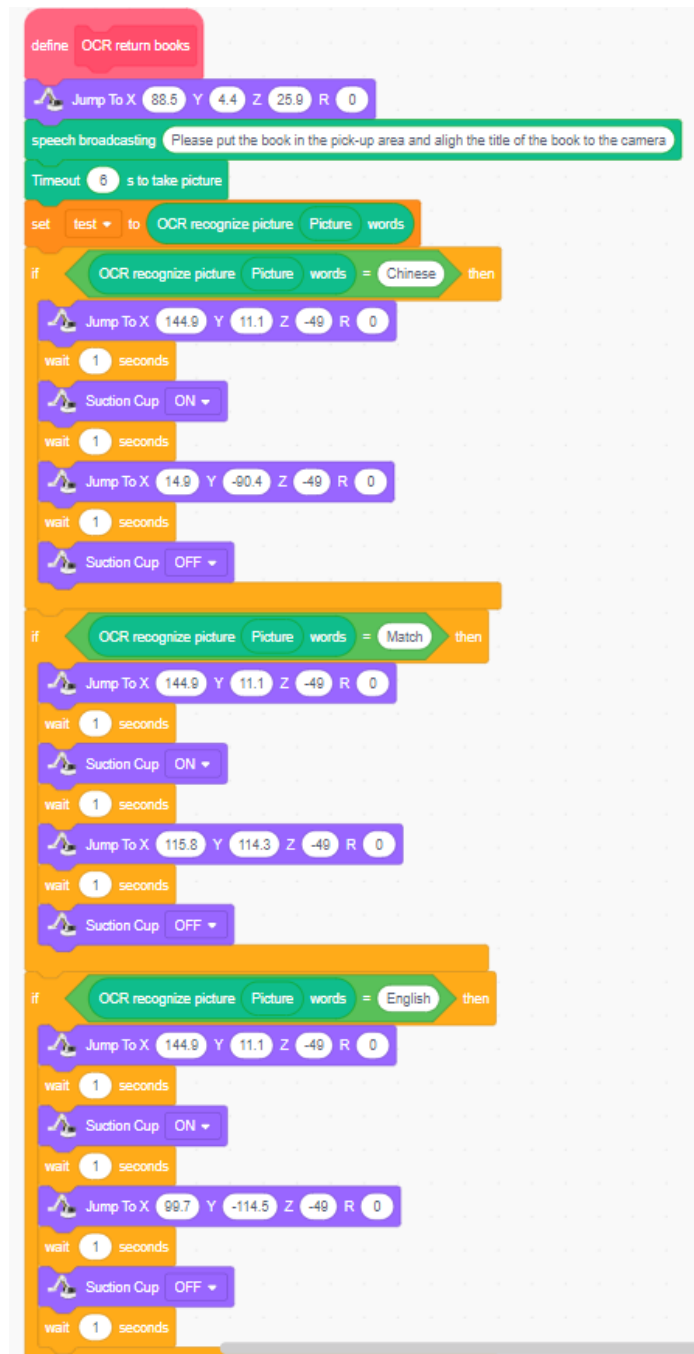 define OCR return books
Jump To X 88.5 Y 4.4 Z 25.9 R 0
speech broadcasting Please put the book in the pick-up area and aligh the title of the book to the camera
Timeout 6 s to take picture
set test to OCR recognize picture Picture words
if OCR recognize picture Picture words = Chinese then
Jump To X 144.9 Y 11.1 Z -49 R 0
wait 1 seconds
Suction Cup ON
wait 1 seconds
Jump To X 14.9 Y -90.4 Z -49 R 0
wait 1 seconds
Suction Cup OFF
if OCR recognize picture Picture words = Match then
Jump To X 144.9 Y 11.1 Z -49 R 0
wait 1 seconds
Suction Cup ON
wait 1 seconds
Jump To X 115.8 Y 114.3 Z -49 R 0
wait 1 seconds
Suction Cup OFF
if OCR recognize picture Picture words = English then
Jump To X 144.9 Y 11.1 Z -49 R 0
wait 1 seconds
Suction Cup ON
wait 1 seconds
Jump To X 99.7 Y -114.5 Z -49 R 0
wait 1 seconds
Suction Cup OFF
wait 1 seconds